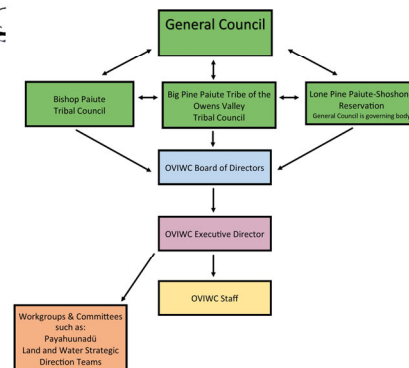 General Council
Bishop Paiute
Tribal Council
Big Pine Paiute Tribe of the
Owens Valley
Tribal Council
Lone Pine Paiute-Shoshon
Reservation
General Council is governing body
OVIWC Board of Directors
OVIWC Executive Director
OVIWC Staff
Workgroups & Committees
such as:
Payahuunadü
Land and Water Strategic
Direction Teams